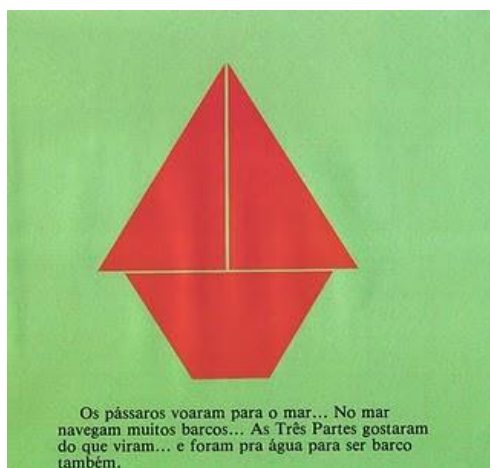 Os pássaros voaram para o mar... No mar
navegam muitos barcos... As Três Partes gostaram
do que viram... e foram pra água para ser barco
também.